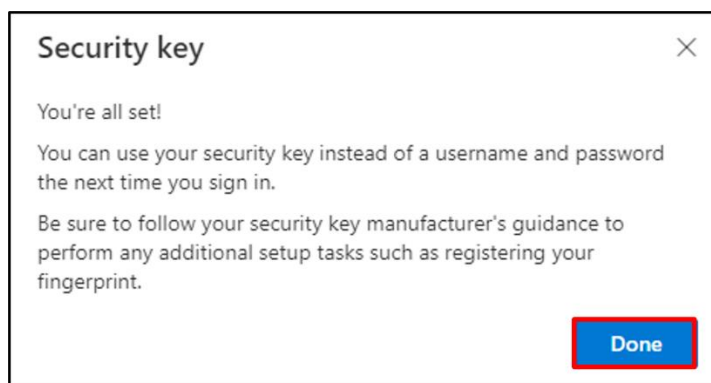 Security key
You're all set!
You can use your security key instead of a username and password
the next time you sign in.
Be sure to follow your security key manufacturer's guidance to
perform any additional setup tasks such as registering your
fingerprint.
Done